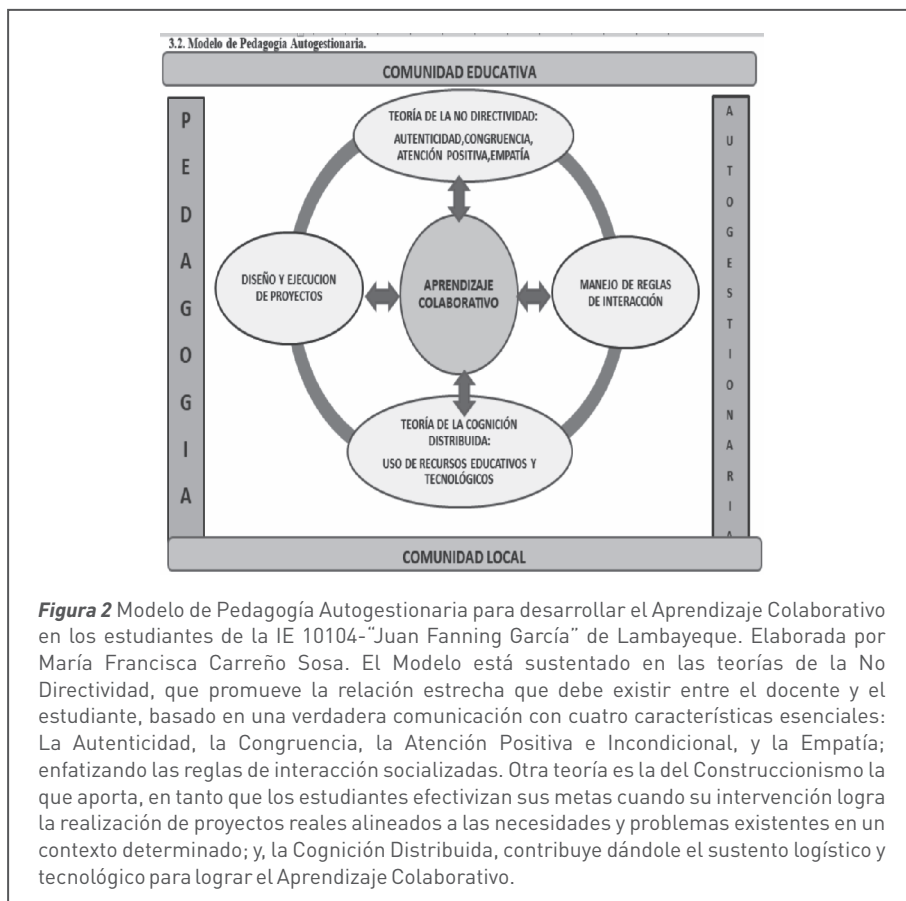 3.2. Modelo de Pedagogía Autogestionaria.
COMUNIDAD EDUCATIVA
PEDAGOGIA
TEORÍA DE LA NO DIRECTIVIDAD:
AUTENTICIDAD,CONGRUENCIA,
ATENCIÓN POSITIVA,EMPATÍA
DISEÑO Y EJECUCION
DE PROYECTOS
APRENDIZAJE
COLABORATIVO
MANEJO DE REGLAS
DE INTERACCIÓN
TEORÍA DE LA COGNICIÓN
DISTRIBUIDA:
USO DE RECURSOS EDUCATIVOS Y
TECNOLÓGICOS
AUTOGESTIONARIA
COMUNIDAD LOCAL
Figura 2 Modelo de Pedagogía Autogestionaria para desarrollar el Aprendizaje Colaborativo
en los estudiantes de la IE 10104-“Juan Fanning García” de Lambayeque. Elaborada por
María Francisca Carreño Sosa. El Modelo está sustentado en las teorías de la No
Directividad, que promueve la relación estrecha que debe existir entre el docente y el
estudiante, basado en una verdadera comunicación con cuatro características esenciales:
La Autenticidad, la Congruencia, la Atención Positiva e Incondicional, y la Empatía;
enfatizando las reglas de interacción socializadas. Otra teoría es la del Construccionismo la
que aporta, en tanto que los estudiantes efectivizan sus metas cuando su intervención logra
la realización de proyectos reales alineados a las necesidades y problemas existentes en un
contexto determinado; y, la Cognición Distribuida, contribuye dándole el sustento logístico y
tecnológico para lograr el Aprendizaje Colaborativo.